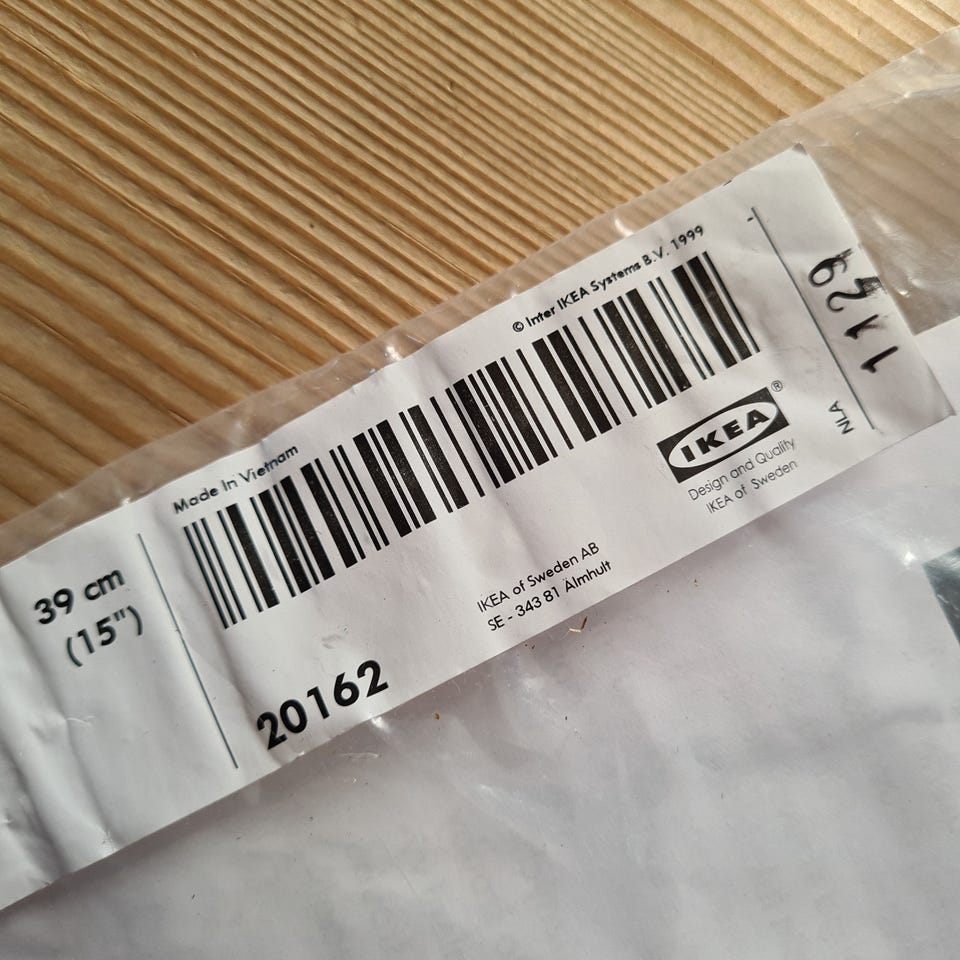 39 cm
(15")
Made In Vietnam
© Inter IKEA Systems B.V. 1999
20162
IKEA of Sweden AB
SE - 343 81 Älmhult
IKEA®
Design and Quality
IKEA of Sweden
1129